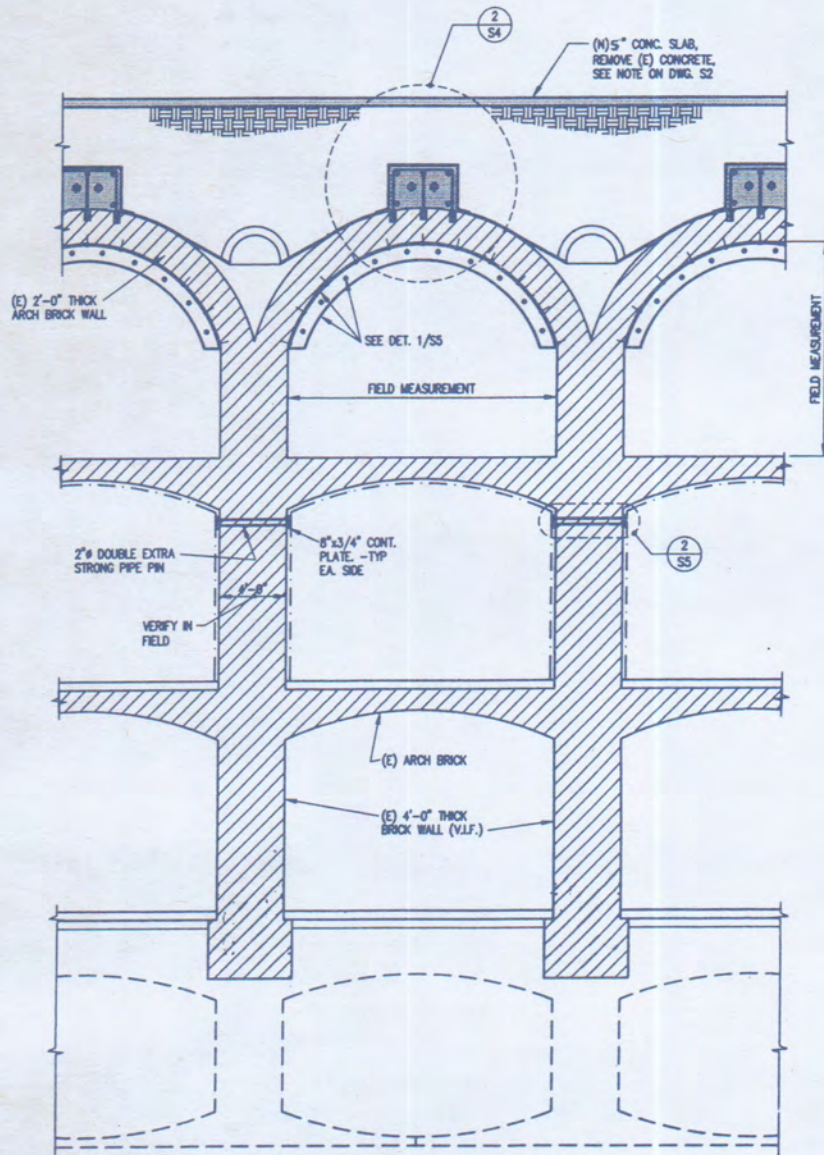 2
S4
(N)5" CONC. SLAB,
REMOVE (E) CONCRETE,
SEE NOTE ON DWG. S2
(E) 2'-0" THICK
ARCH BRICK WALL
SEE DET. 1/S5
FIELD MEASUREMENT
FIELD MEASUREMENT
2"ø DOUBLE EXTRA
STRONG PIPE PIN
8"x3/4" CONT.
PLATE. -TYP
EA. SIDE
2
S5
VERIFY IN
FIELD
(E) ARCH BRICK
(E) 4'-0" THICK
BRICK WALL (V.I.F.)